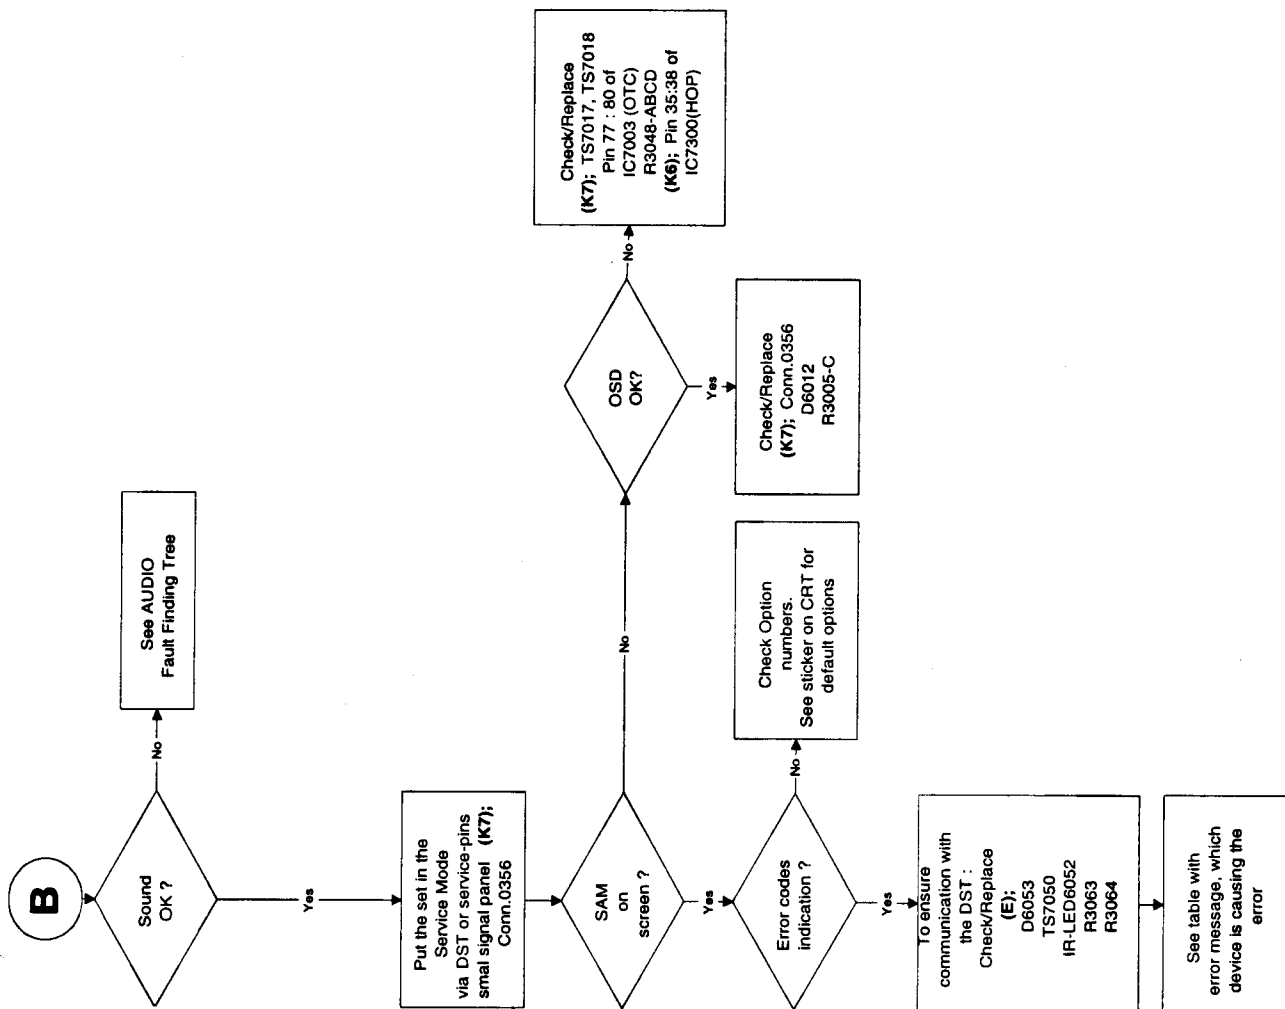 B
Sound
OK ?
No
See AUDIO
Fault Finding Tree
Yes
Put the set in the
Service Mode
via DST or service-pins
smal signal panel (K7);
Conn.0356
SAM
on
screen ?
No
OSD
OK?
No
Check/Replace
(K7); TS7017, TS7018
Pin 77 : 80 of
IC7003 (OTC)
R3048-ABCD
(K6); Pin 35:38 of
IC7300(HOP)
Yes
Check/Replace
(K7); Conn.0356
D6012
R3005-C
Yes
Error codes
indication ?
No
Check Option
numbers.
See sticker on CRT for
default options
Yes
To ensure
communication with
the DST :
Check/Replace
(E);
D6053
TS7050
IR-LED6052
R3063
R3064
See table with
error message, which
device is causing the
error